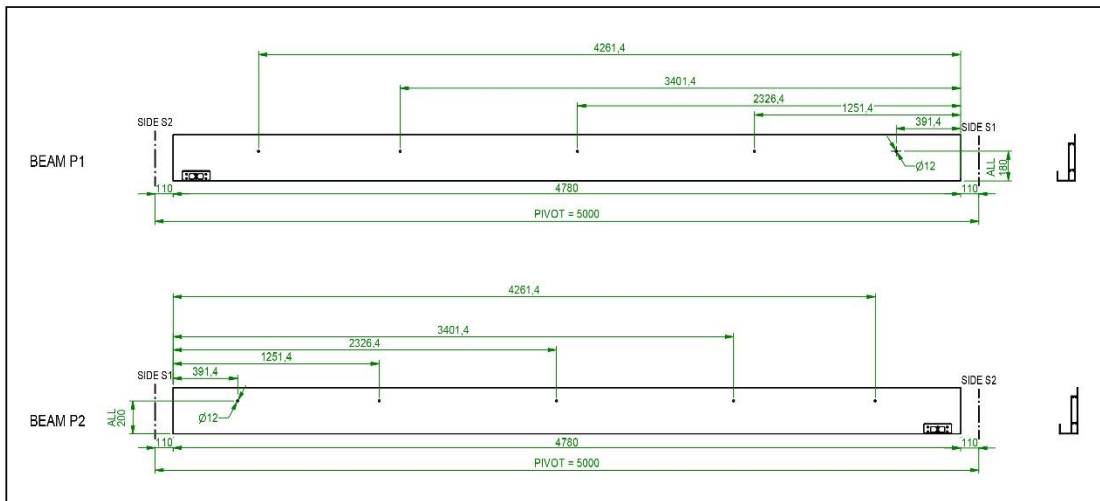 4261,4
3401,4
2326,4
1251,4
391,4
SIDE S2
SIDE S1
BEAM P1
Ø12
ALL
180
110
4780
110
PIVOT = 5000
4261,4
3401,4
2326,4
1251,4
391,4
SIDE S1
SIDE S2
BEAM P2
ALL
200
Ø12
110
4780
110
PIVOT = 5000